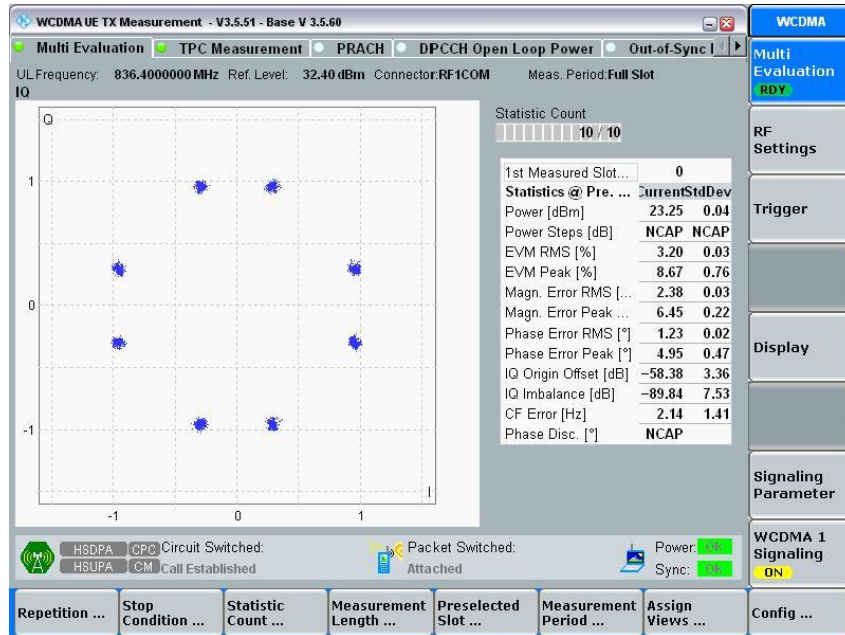 WCDMA UE TX Measurement - V3.5.51 - Base V 3.5.60
WCDMA
Multi Evaluation TPC Measurement PRACH DPCCH Open Loop Power Out-of-Sync
Multi
Evaluation
RDY
UL Frequency: 836.4000000 MHz Ref. Level: 32.40 dBm Connector:RF1COM Meas. Period:Full Slot
IQ
Q
1
0
-1
-1 0 1
I
Statistic Count
10 / 10
1st Measured Slot... 0
Statistics @ Pre. ... Current StdDev
Power [dBm] 23.25 0.04
Power Steps [dB] NCAP NCAP
EVM RMS [%] 3.20 0.03
EVM Peak [%] 8.67 0.76
Magn. Error RMS [... 2.38 0.03
Magn. Error Peak ... 6.45 0.22
Phase Error RMS [°] 1.23 0.02
Phase Error Peak [°] 4.95 0.47
IQ Origin Offset [dB] −58.38 3.36
IQ Imbalance [dB] −89.84 7.53
CF Error [Hz] 2.14 1.41
Phase Disc. [°] NCAP
RF
Settings
Trigger
Display
Signaling
Parameter
WCDMA 1
Signaling
ON
HSDPA CPC Circuit Switched: Packet Switched: Power: OK
HSUPA CM Call Established Attached Sync: OK
Repetition ...
Stop
Condition ...
Statistic
Count ...
Measurement
Length ...
Preselected
Slot ...
Measurement
Period ...
Assign
Views ...
Config ...